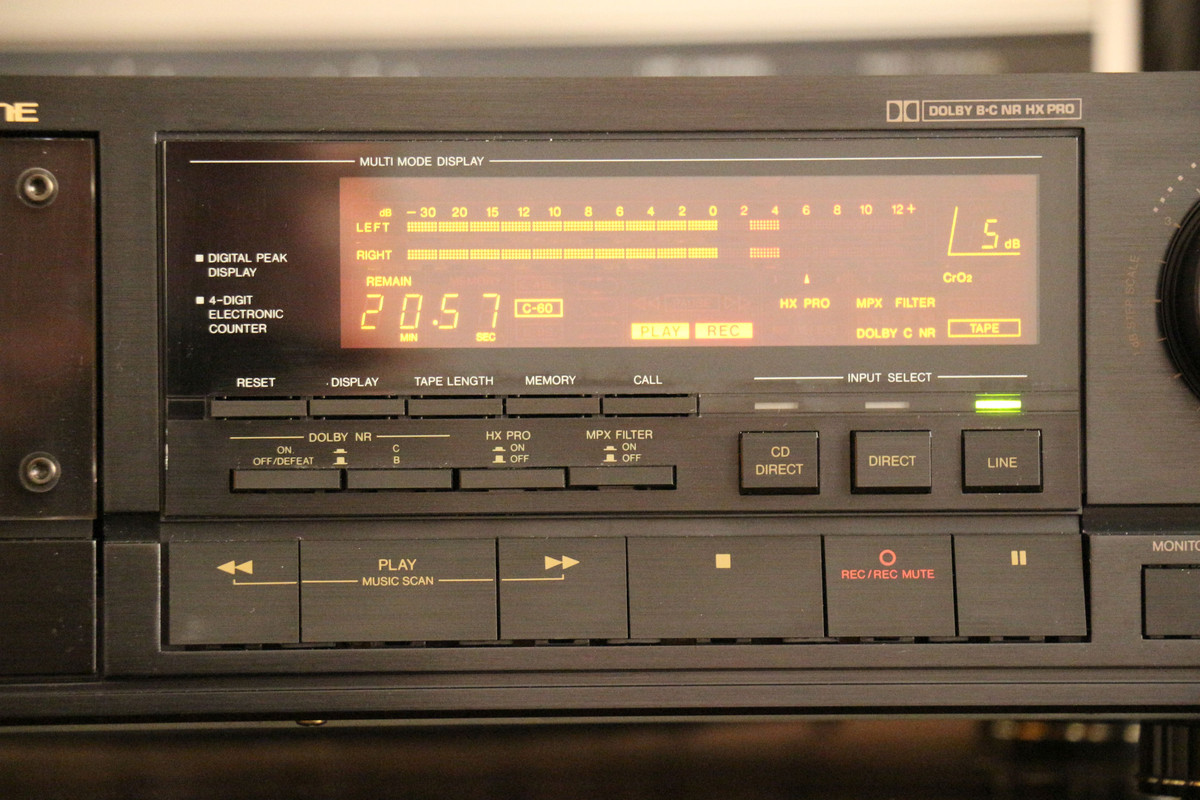 DOLBY B·C NR HX PRO
MULTI MODE DISPLAY
dB − 30 20 15 12 10 8 6 4 2 0 2 4 6 8 10 12 +
LEFT
RIGHT
5 dB
CrO2
■ DIGITAL PEAK
DISPLAY
■ 4-DIGIT
ELECTRONIC
COUNTER
REMAIN
20.57
MIN SEC
C-60
PLAY REC
HX PRO MPX FILTER
DOLBY C NR TAPE
RESET DISPLAY TAPE LENGTH MEMORY CALL
INPUT SELECT
DOLBY NR
ON
OFF/DEFEAT
C
B
HX PRO
ON
OFF
MPX FILTER
ON
OFF
CD
DIRECT
DIRECT
LINE
PLAY
MUSIC SCAN
REC/REC MUTE